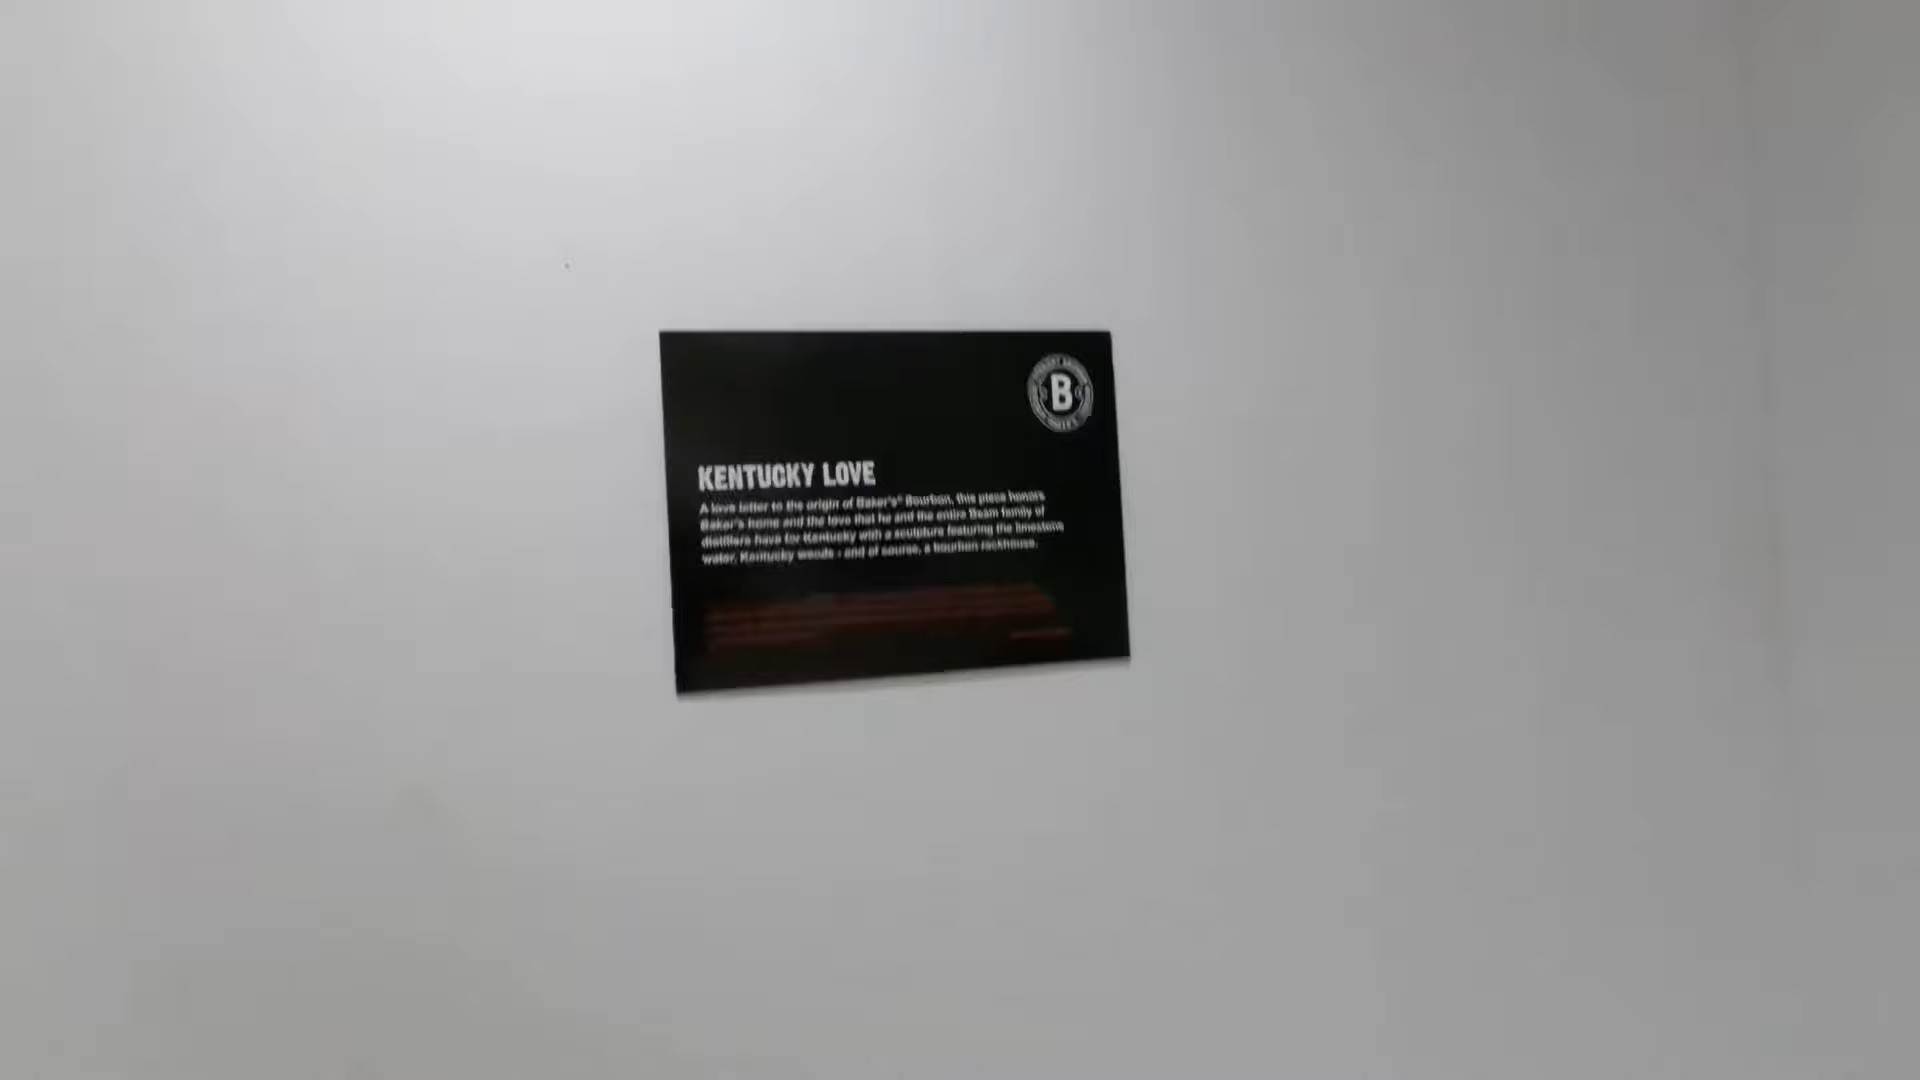 B
KENTUCKY LOVE
A love letter to the origin of Baker's® Bourbon, this piece honors
Baker's home and the love that he and the entire Beam family of
distillers have for Kentucky with a sculpture featuring the limestone
water, Kentucky woods - and of course, a bourbon rackhouse.